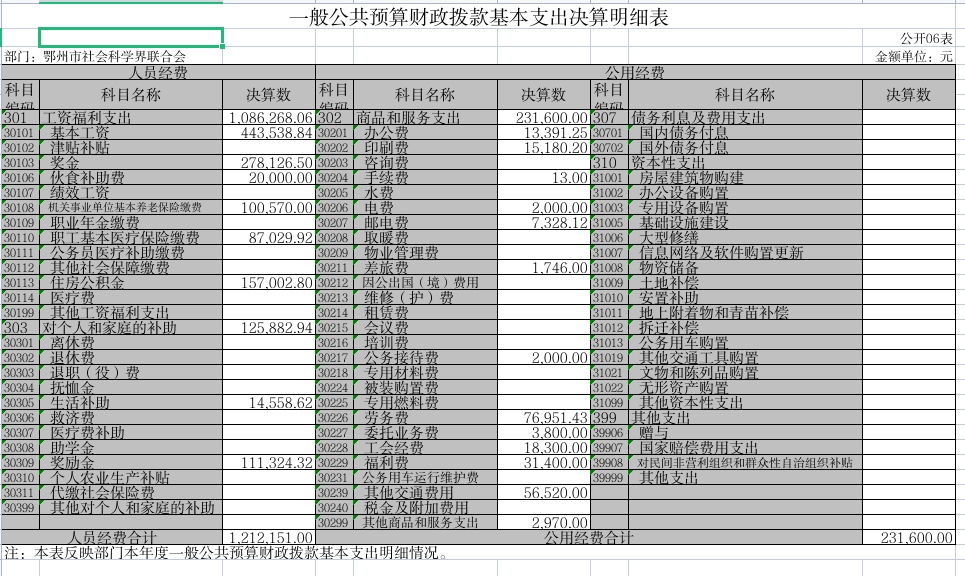 一般公共预算财政拨款基本支出决算明细表
公开06表
部门：鄂州市社会科学界联合会 金额单位：元
人员经费 公用经费
科目编码 科目名称 决算数 科目编码 科目名称 决算数 科目编码 科目名称 决算数
301 工资福利支出 1,086,268.06 302 商品和服务支出 231,600.00 307 债务利息及费用支出
30101 基本工资 443,538.84 30201 办公费 13,391.25 30701 国内债务付息
30102 津贴补贴 30202 印刷费 15,180.20 30702 国外债务付息
30103 奖金 278,126.50 30203 咨询费 310 资本性支出
30106 伙食补助费 20,000.00 30204 手续费 13.00 31001 房屋建筑物购建
30107 绩效工资 30205 水费 31002 办公设备购置
30108 机关事业单位基本养老保险缴费 100,570.00 30206 电费 2,000.00 31003 专用设备购置
30109 职业年金缴费 30207 邮电费 7,328.12 31005 基础设施建设
30110 职工基本医疗保险缴费 87,029.92 30208 取暖费 31006 大型修缮
30111 公务员医疗补助缴费 30209 物业管理费 31007 信息网络及软件购置更新
30112 其他社会保障缴费 30211 差旅费 1,746.00 31008 物资储备
30113 住房公积金 157,002.80 30212 因公出国（境）费用 31009 土地补偿
30114 医疗费 30213 维修（护）费 31010 安置补助
30199 其他工资福利支出 30214 租赁费 31011 地上附着物和青苗补偿
303 对个人和家庭的补助 125,882.94 30215 会议费 31012 拆迁补偿
30301 离休费 30216 培训费 31013 公务用车购置
30302 退休费 30217 公务接待费 2,000.00 31019 其他交通工具购置
30303 退职（役）费 30218 专用材料费 31021 文物和陈列品购置
30304 抚恤金 30224 被装购置费 31022 无形资产购置
30305 生活补助 14,558.62 30225 专用燃料费 31099 其他资本性支出
30306 救济费 30226 劳务费 76,951.43 399 其他支出
30307 医疗费补助 30227 委托业务费 3,800.00 39906 赠与
30308 助学金 30228 工会经费 18,300.00 39907 国家赔偿费用支出
30309 奖励金 111,324.32 30229 福利费 31,400.00 39908 对民间非营利组织和群众性自治组织补贴
30310 个人农业生产补贴 30231 公务用车运行维护费 39999 其他支出
30311 代缴社会保险费 30239 其他交通费用 56,520.00
30399 其他对个人和家庭的补助 30240 税金及附加费用
30299 其他商品和服务支出 2,970.00
人员经费合计 1,212,151.00 公用经费合计 231,600.00
注：本表反映部门本年度一般公共预算财政拨款基本支出明细情况。